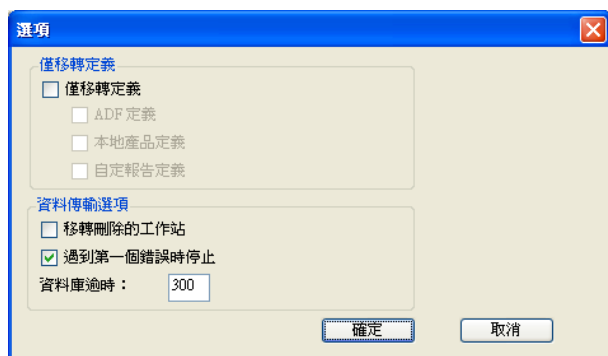 選項
僅移轉定義
僅移轉定義
ADF 定義
本地產品定義
自定報告定義
資料傳輸選項
移轉刪除的工作站
遇到第一個錯誤時停止
資料庫逾時： 300
確定 取消